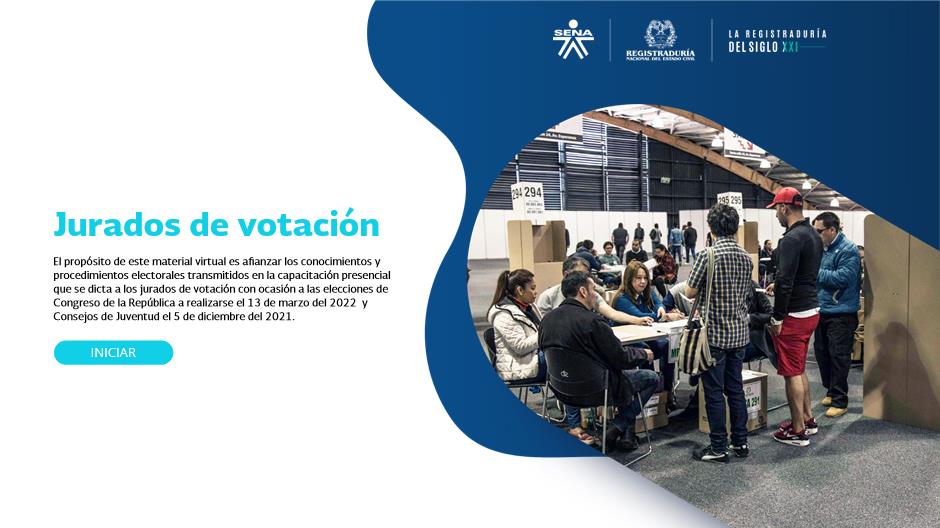 SENA
REGISTRADURÍA
NACIONAL DEL ESTADO CIVIL
LA REGISTRADURÍA
DEL SIGLO XXI
Jurados de votación
El propósito de este material virtual es afianzar los conocimientos y
procedimientos electorales transmitidos en la capacitación presencial
que se dicta a los jurados de votación con ocasión a las elecciones de
Congreso de la República a realizarse el 13 de marzo del 2022 y
Consejos de Juventud el 5 de diciembre del 2021.
INICIAR
294 294
295 295
291